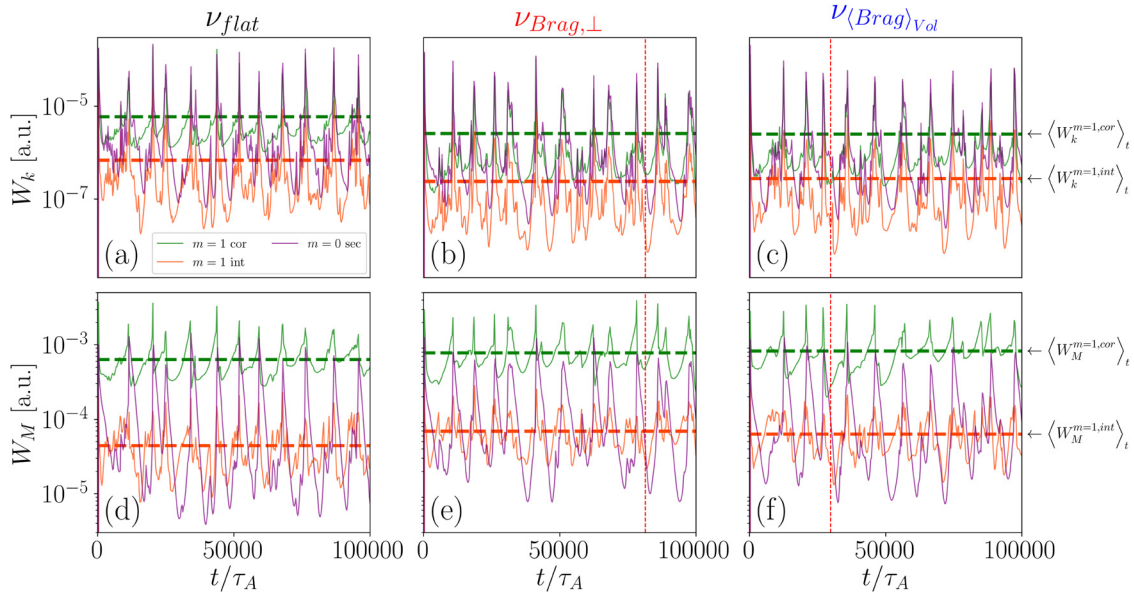 ν_flat
ν_Brag,⊥
ν_⟨Brag⟩_Vol
W_k [a.u.]
10⁻⁵
10⁻⁷
(a)
m = 1 cor
m = 0 sec
m = 1 int
(b)
(c)
← ⟨W_k^{m=1,cor}⟩_t
← ⟨W_k^{m=1,int}⟩_t
W_M [a.u.]
10⁻³
10⁻⁴
10⁻⁵
(d)
(e)
(f)
← ⟨W_M^{m=1,cor}⟩_t
← ⟨W_M^{m=1,int}⟩_t
0 50000 100000 0 50000 100000 0 50000 100000
t/τ_A t/τ_A t/τ_A